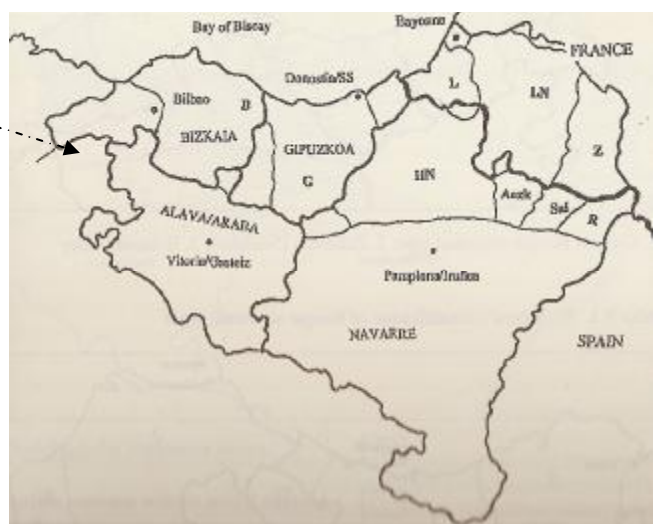 Bay of Biscay
Bayonne
FRANCE
Donostia/SS
L
LN
Bilbao
B
BIZKAIA
GIPUZKOA
Z
G
HN
Aezk
Sal
R
ALAVA/ARABA
Vitoria/Gasteiz
Pamplona/Iruñea
NAVARRE
SPAIN